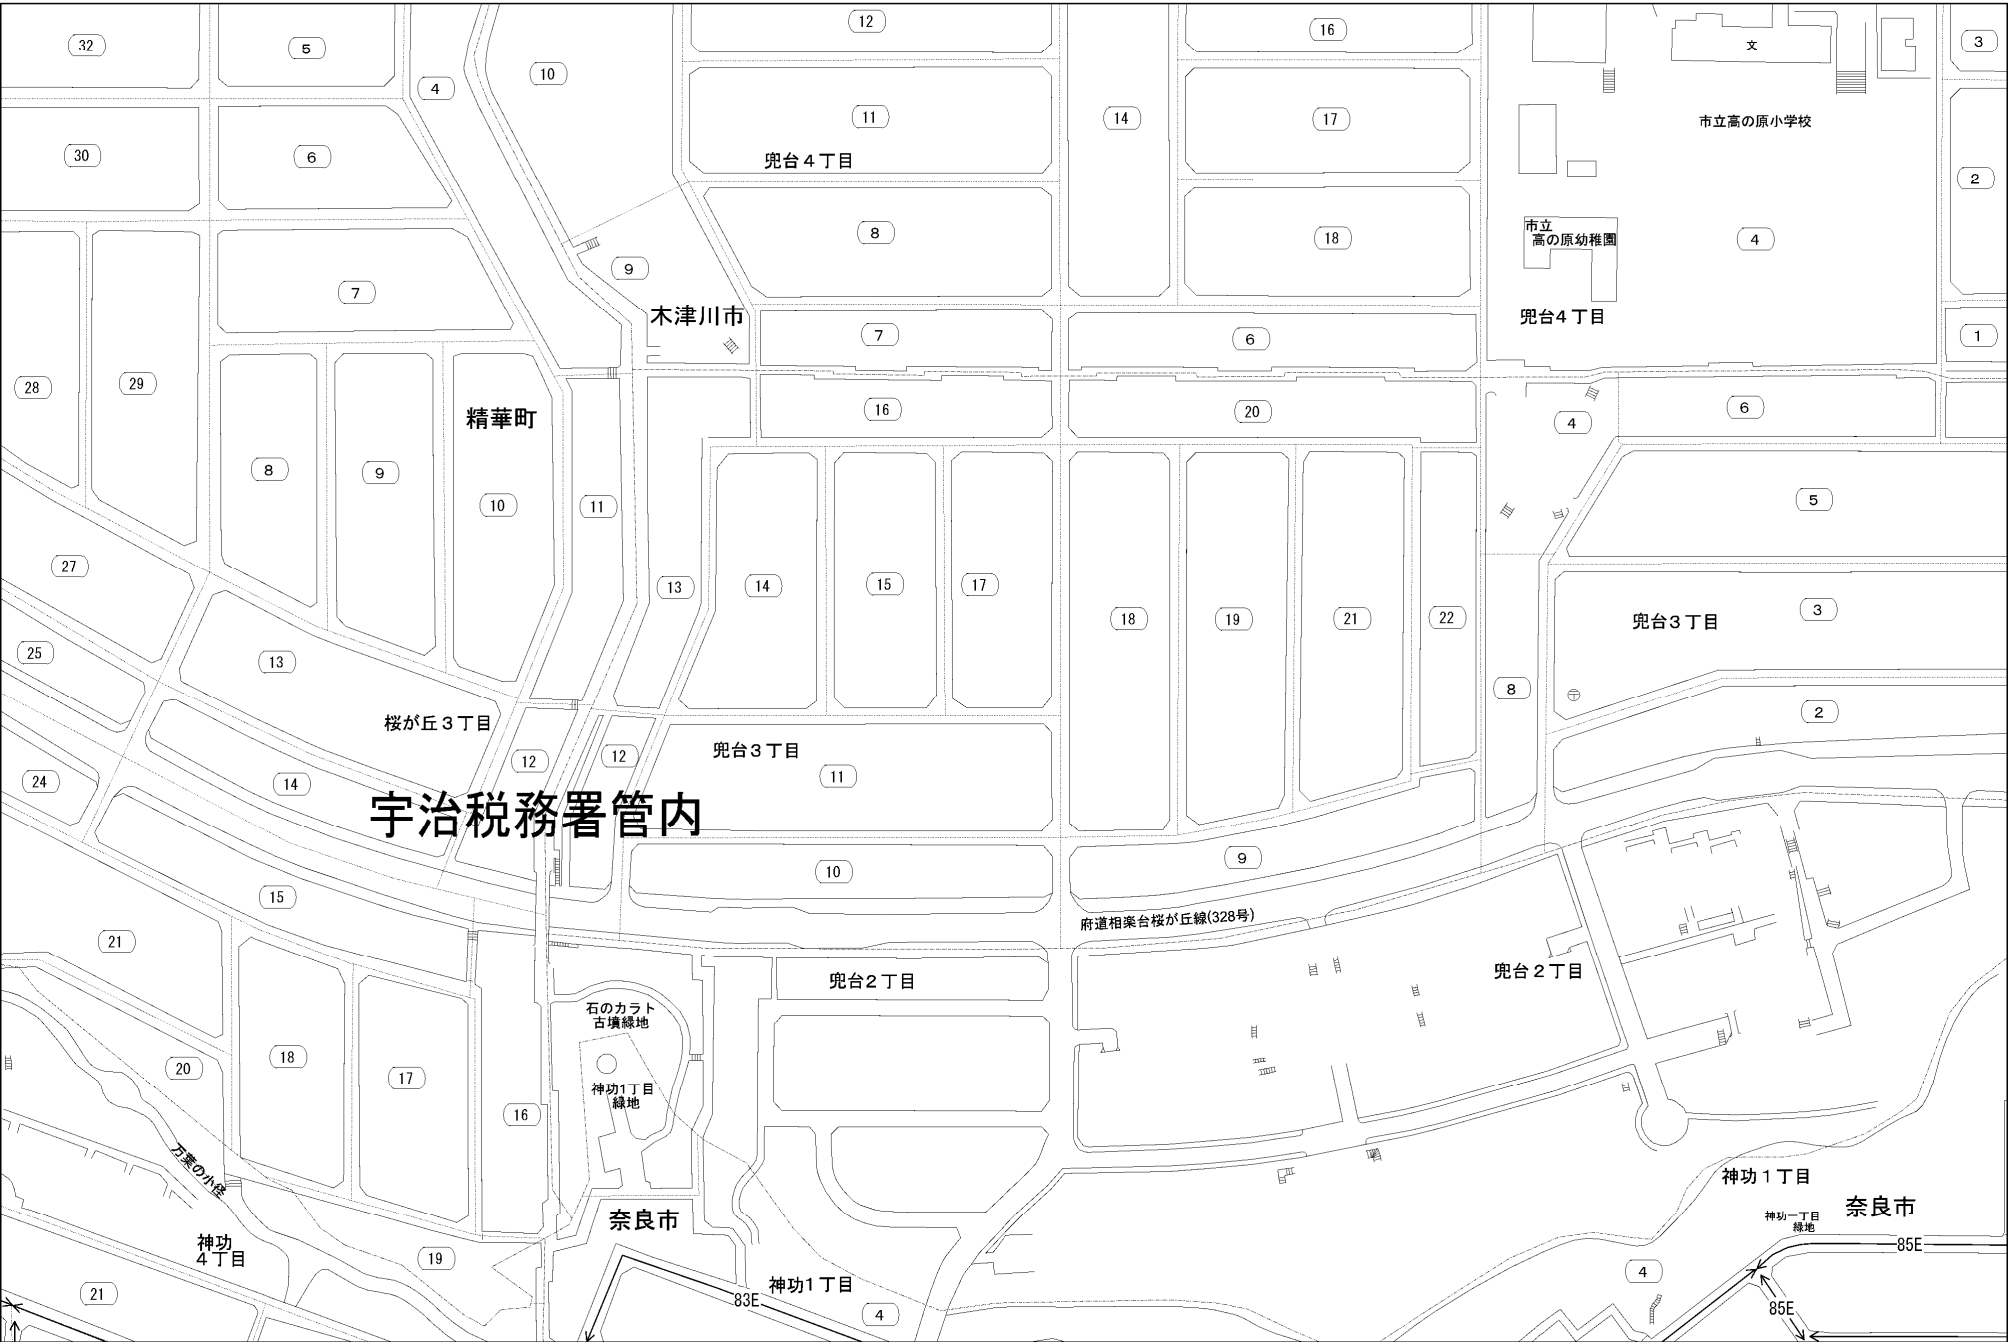 32
5
4
10
12
16
文
3
30
6
11
14
17
市立高の原小学校
2
兜台４丁目
8
18
市立
高の原幼稚園
4
9
7
木津川市
7
6
兜台４丁目
1
28
29
精華町
16
20
4
6
8
9
10
11
5
27
13
14
15
17
18
19
21
22
兜台３丁目
3
25
13
8
2
桜が丘３丁目
12
12
兜台３丁目
24
14
11
宇治税務署管内
15
10
9
府道相楽台桜が丘線(328号)
21
兜台２丁目
兜台２丁目
石のカラト
古墳緑地
20
18
17
神功1丁目
緑地
16
万葉の小径
神功１丁目
奈良市
奈良市
神功一丁目
緑地
神功
４丁目
19
85E
21
神功１丁目
83E
4
4
85E